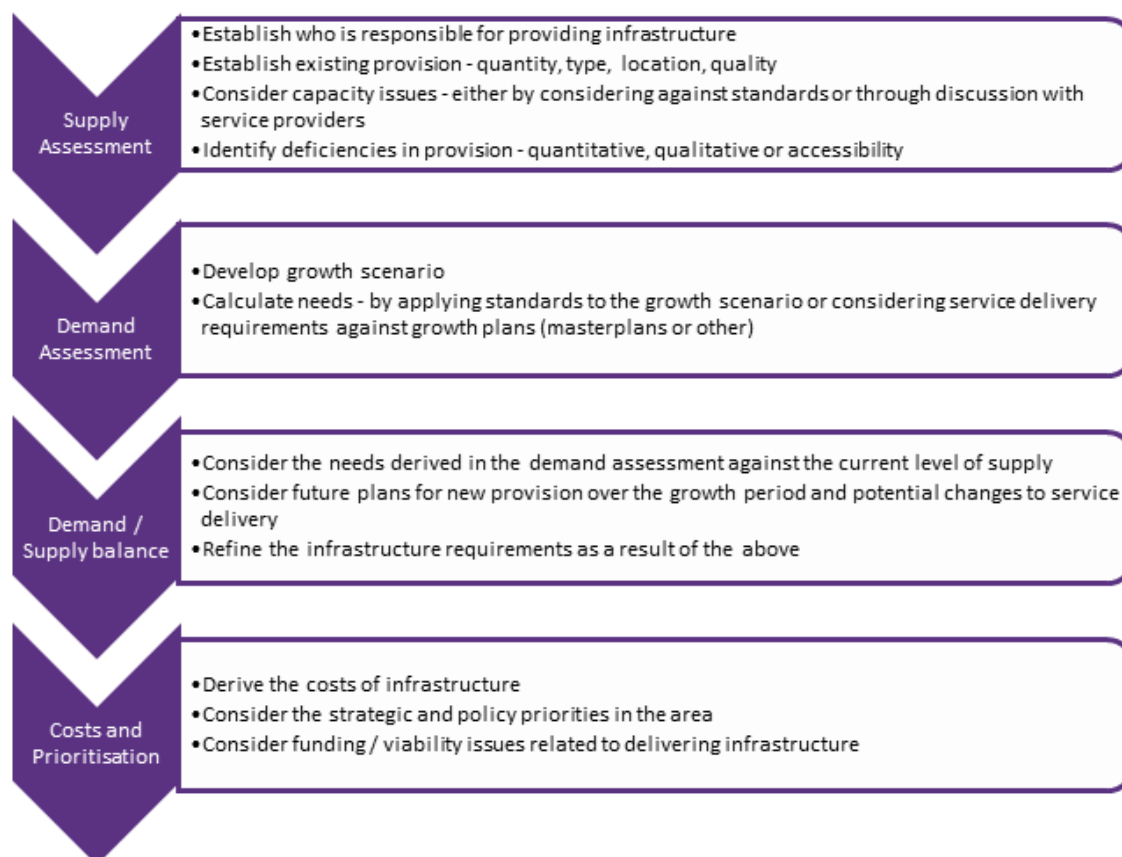 Supply
Assessment
•Establish who is responsible for providing infrastructure
•Establish existing provision - quantity, type, location, quality
•Consider capacity issues - either by considering against standards or through discussion with
service providers
•Identify deficiencies in provision - quantitative, qualitative or accessibility
Demand
Assessment
•Develop growth scenario
•Calculate needs - by applying standards to the growth scenario or considering service delivery
requirements against growth plans (masterplans or other)
Demand /
Supply balance
•Consider the needs derived in the demand assessment against the current level of supply
•Consider future plans for new provision over the growth period and potential changes to service
delivery
•Refine the infrastructure requirements as a result of the above
Costs and
Prioritisation
•Derive the costs of infrastructure
•Consider the strategic and policy priorities in the area
•Consider funding / viability issues related to delivering infrastructure